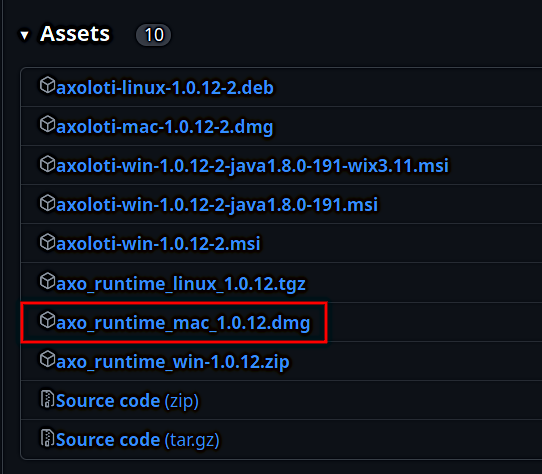 Assets 10
axoloti-linux-1.0.12-2.deb
axoloti-mac-1.0.12-2.dmg
axoloti-win-1.0.12-2-java1.8.0-191-wix3.11.msi
axoloti-win-1.0.12-2-java1.8.0-191.msi
axoloti-win-1.0.12-2.msi
axo_runtime_linux_1.0.12.tgz
axo_runtime_mac_1.0.12.dmg
axo_runtime_win-1.0.12.zip
Source code (zip)
Source code (tar.gz)